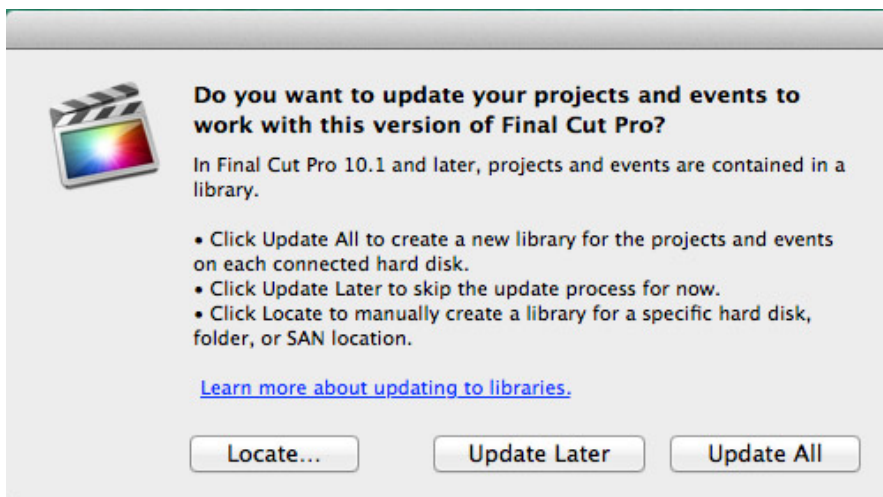 Do you want to update your projects and events to
work with this version of Final Cut Pro?
In Final Cut Pro 10.1 and later, projects and events are contained in a
library.
• Click Update All to create a new library for the projects and events
on each connected hard disk.
• Click Update Later to skip the update process for now.
• Click Locate to manually create a library for a specific hard disk,
folder, or SAN location.
Learn more about updating to libraries.
Locate... Update Later Update All